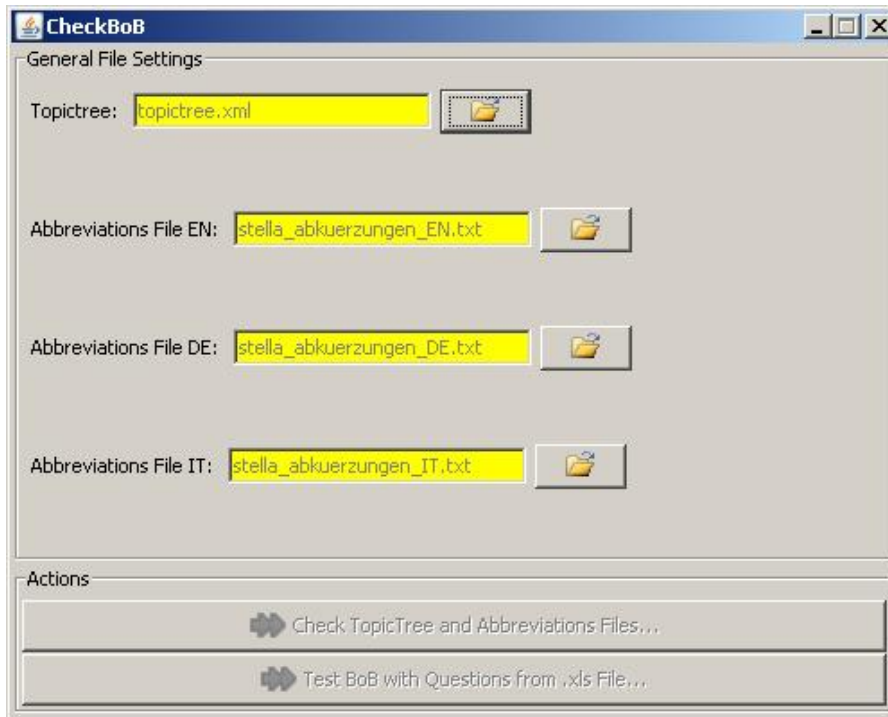 CheckBoB
General File Settings
Topictree: topictree.xml
Abbreviations File EN: stella_abkuerzungen_EN.txt
Abbreviations File DE: stella_abkuerzungen_DE.txt
Abbreviations File IT: stella_abkuerzungen_IT.txt
Actions
Check TopicTree and Abbreviations Files...
Test BoB with Questions from .xls File...